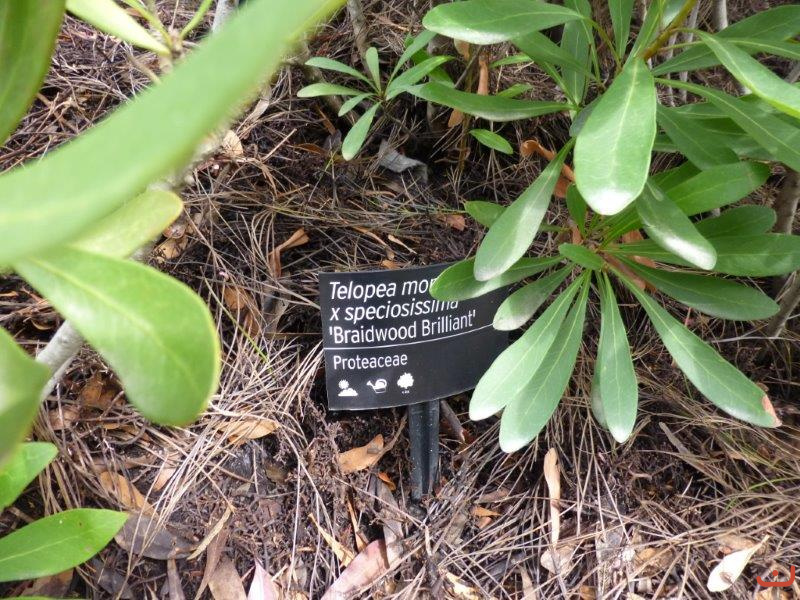 Telopea mo
x speciosissima
'Braidwood Brilliant'
Proteaceae